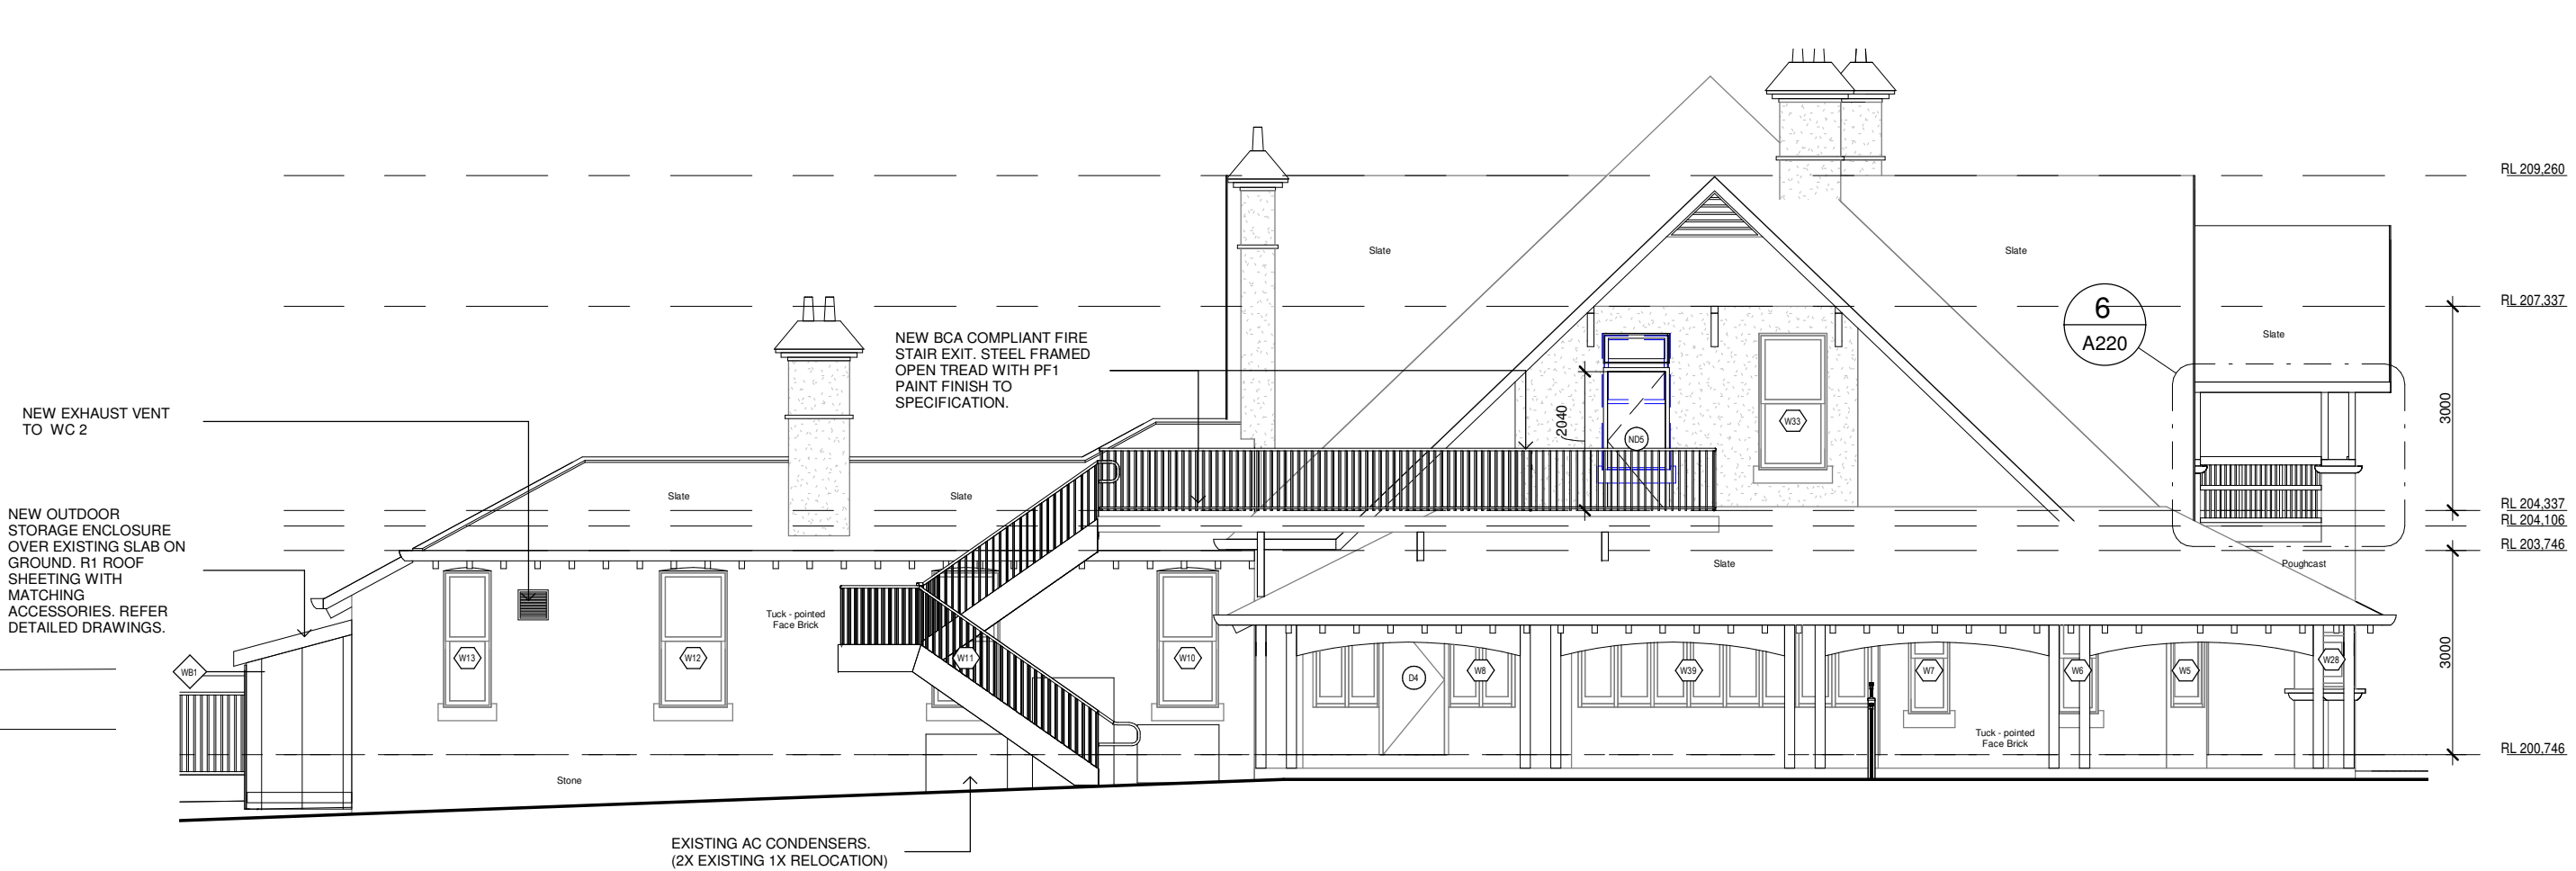 RL 209,260
Slate
Slate
6
A220
RL 207,337
Slate
NEW BCA COMPLIANT FIRE
STAIR EXIT. STEEL FRAMED
OPEN TREAD WITH PF1
PAINT FINISH TO
SPECIFICATION.
NEW EXHAUST VENT
TO WC 2
2040
ND5
W33
3000
Slate
Slate
RL 204,337
RL 204,106
RL 203,746
NEW OUTDOOR
STORAGE ENCLOSURE
OVER EXISTING SLAB ON
GROUND. R1 ROOF
SHEETING WITH
MATCHING
ACCESSORIES. REFER
DETAILED DRAWINGS.
Slate
Poughcast
Tuck - pointed
Face Brick
WB1
W13
W12
W11
W10
D4
W8
W39
W7
W6
W5
W28
3000
Tuck - pointed
Face Brick
RL 200,746
Stone
EXISTING AC CONDENSERS.
(2X EXISTING 1X RELOCATION)